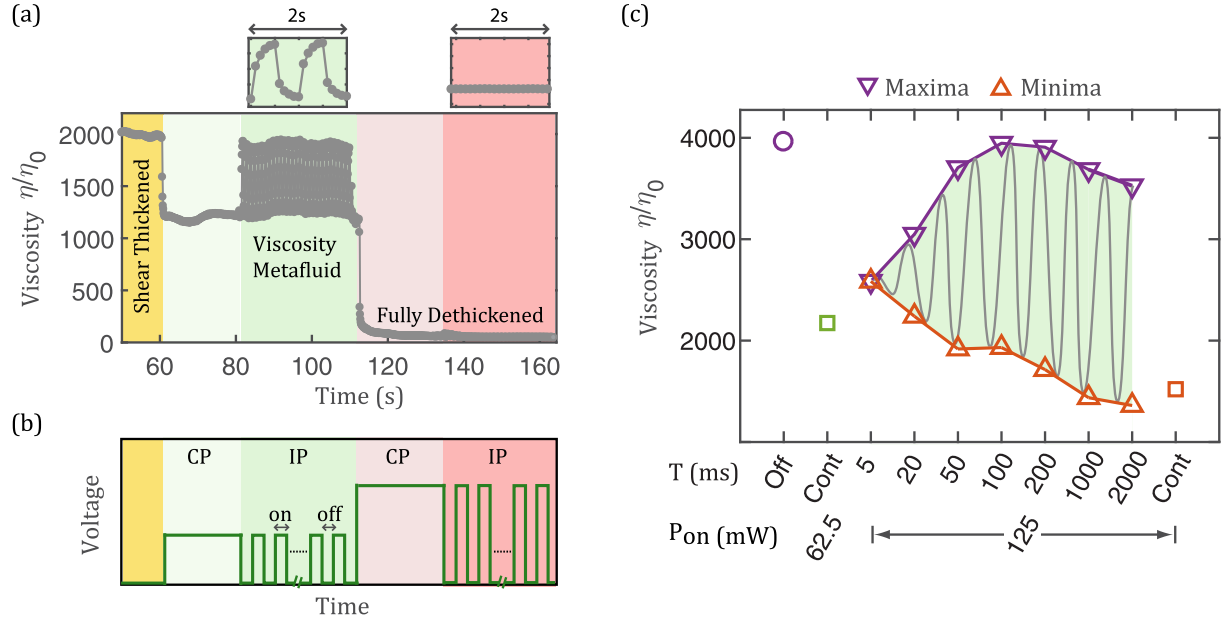 (a)
2s
2s
Viscosity η/η0
2000
1500
1000
500
0
Shear Thickened
Viscosity
Metafluid
Fully Dethickened
60
80
100
120
140
160
Time (s)
(b)
Voltage
CP
IP
CP
IP
on
off
Time
(c)
Maxima
Minima
Viscosity η/η0
4000
3000
2000
T (ms)
Off
Cont
5
20
50
100
200
1000
2000
Cont
Pon (mW)
62.5
125